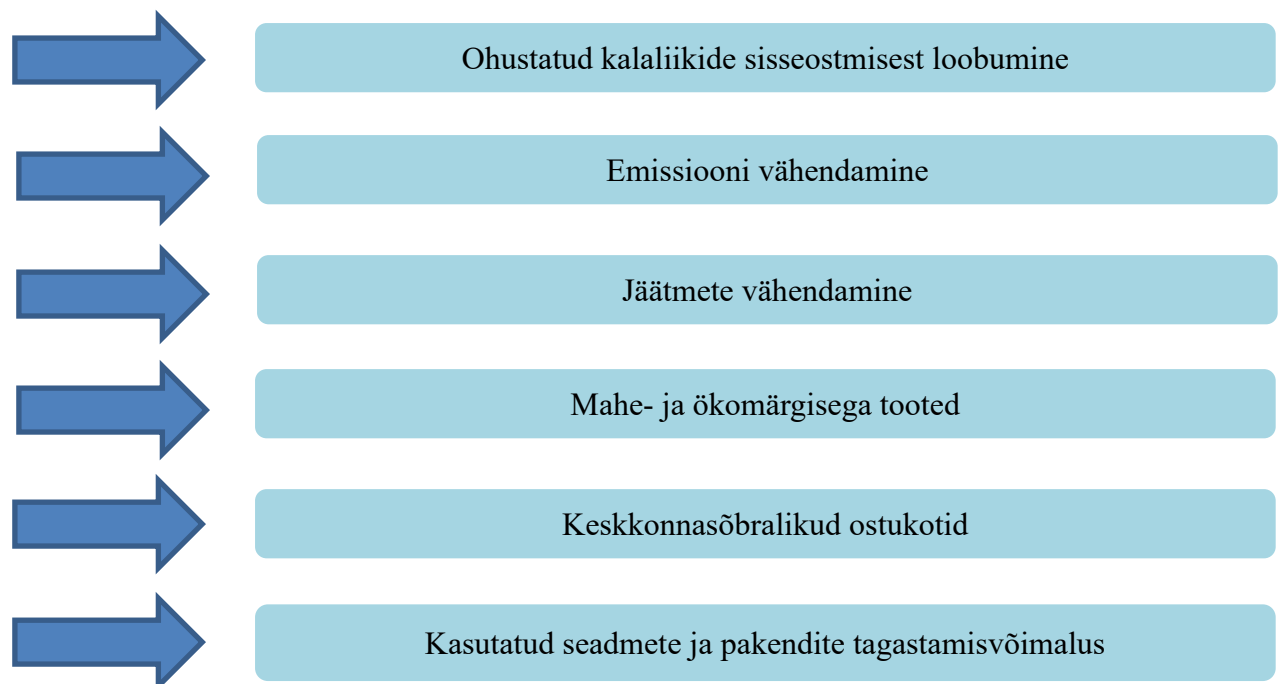 Ohustatud kalaliikide sisseostmisest loobumine
Emissiooni vähendamine
Jäätmete vähendamine
Mahe- ja ökomärgisega tooted
Keskkonnasõbralikud ostukotid
Kasutatud seadmete ja pakendite tagastamisvõimalus